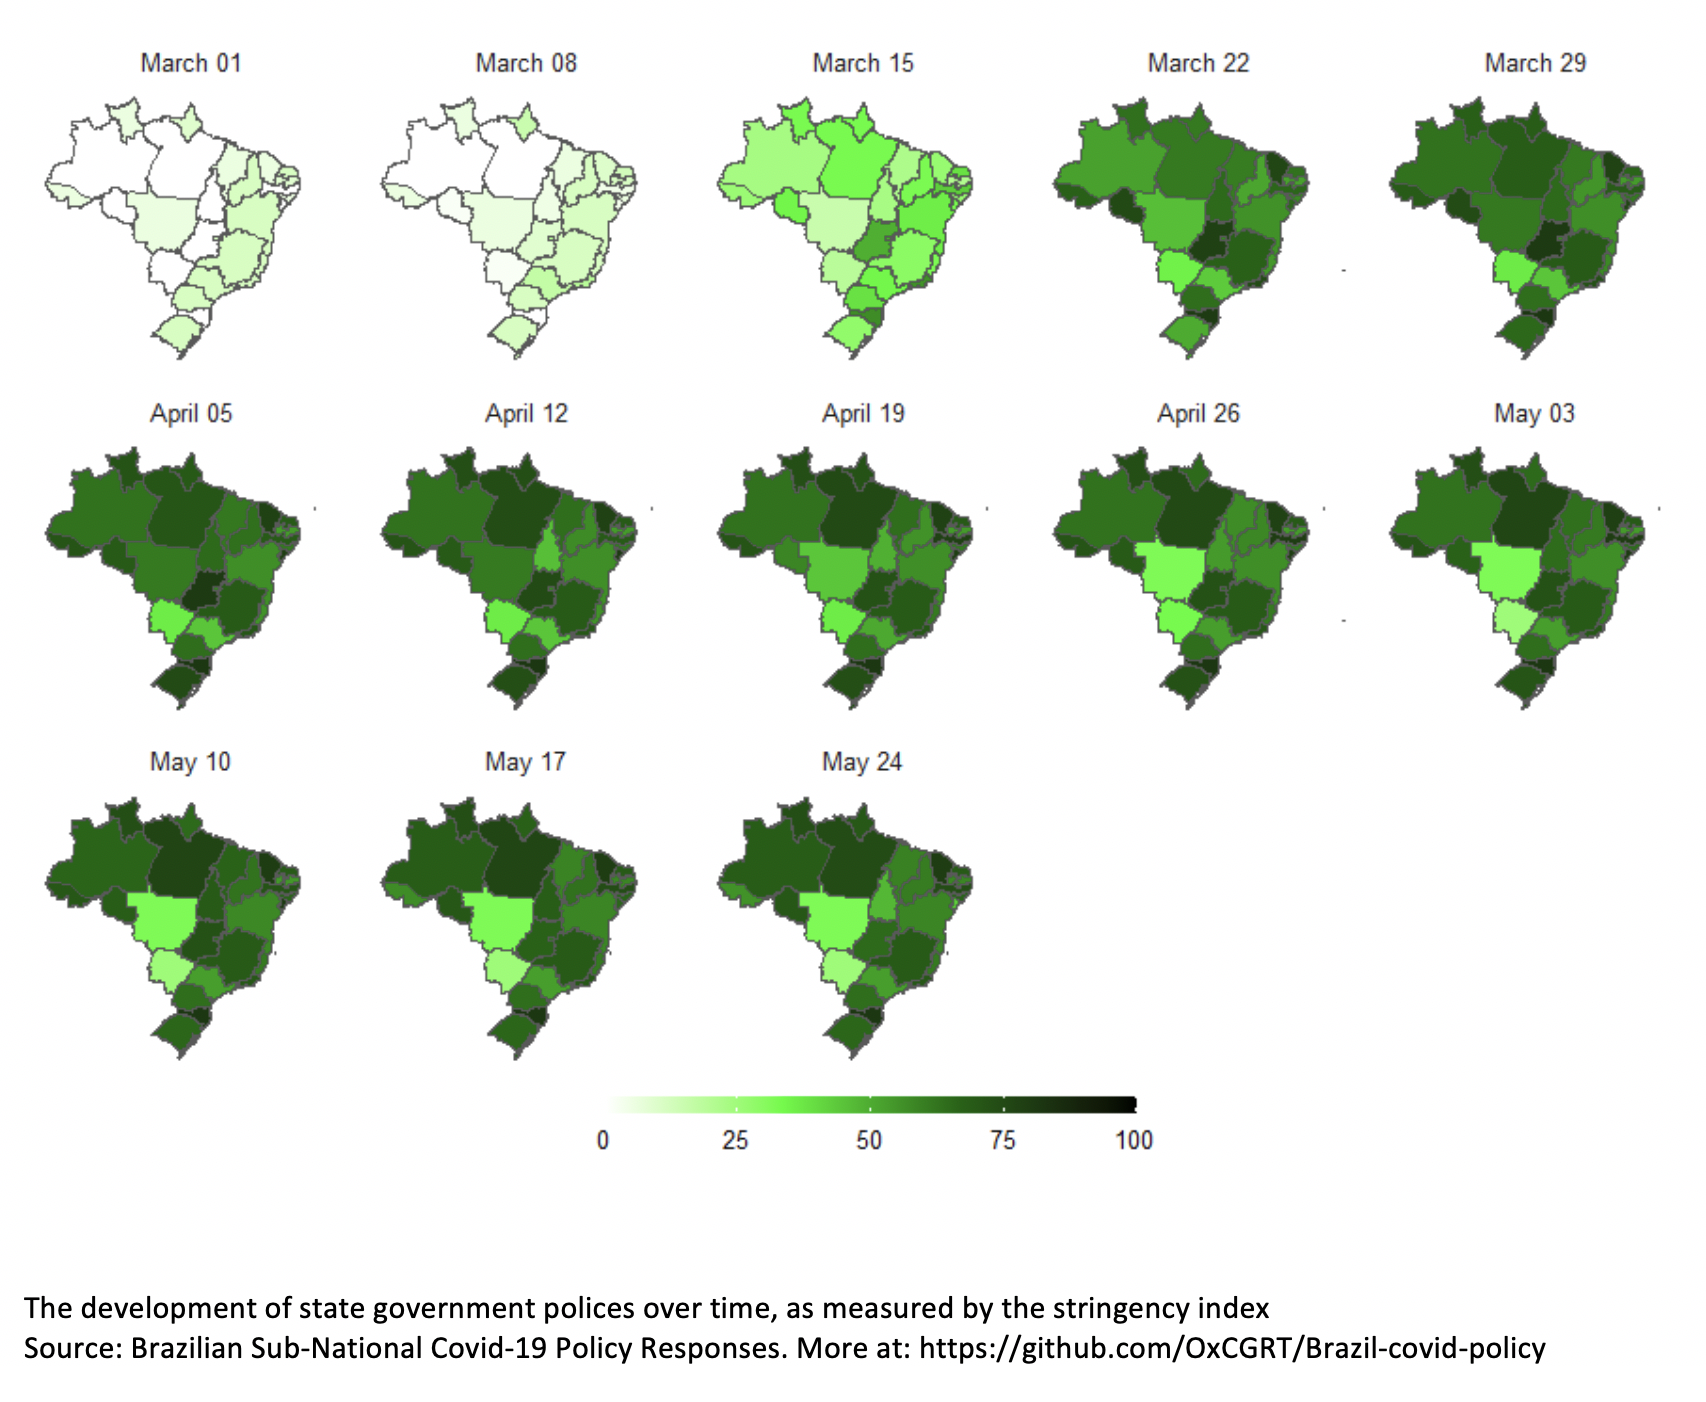 March 01
March 08
March 15
March 22
March 29
April 05
April 12
April 19
April 26
May 03
May 10
May 17
May 24
0
25
50
75
100
The development of state government polices over time, as measured by the stringency index
Source: Brazilian Sub-National Covid-19 Policy Responses. More at: https://github.com/OxCGRT/Brazil-covid-policy